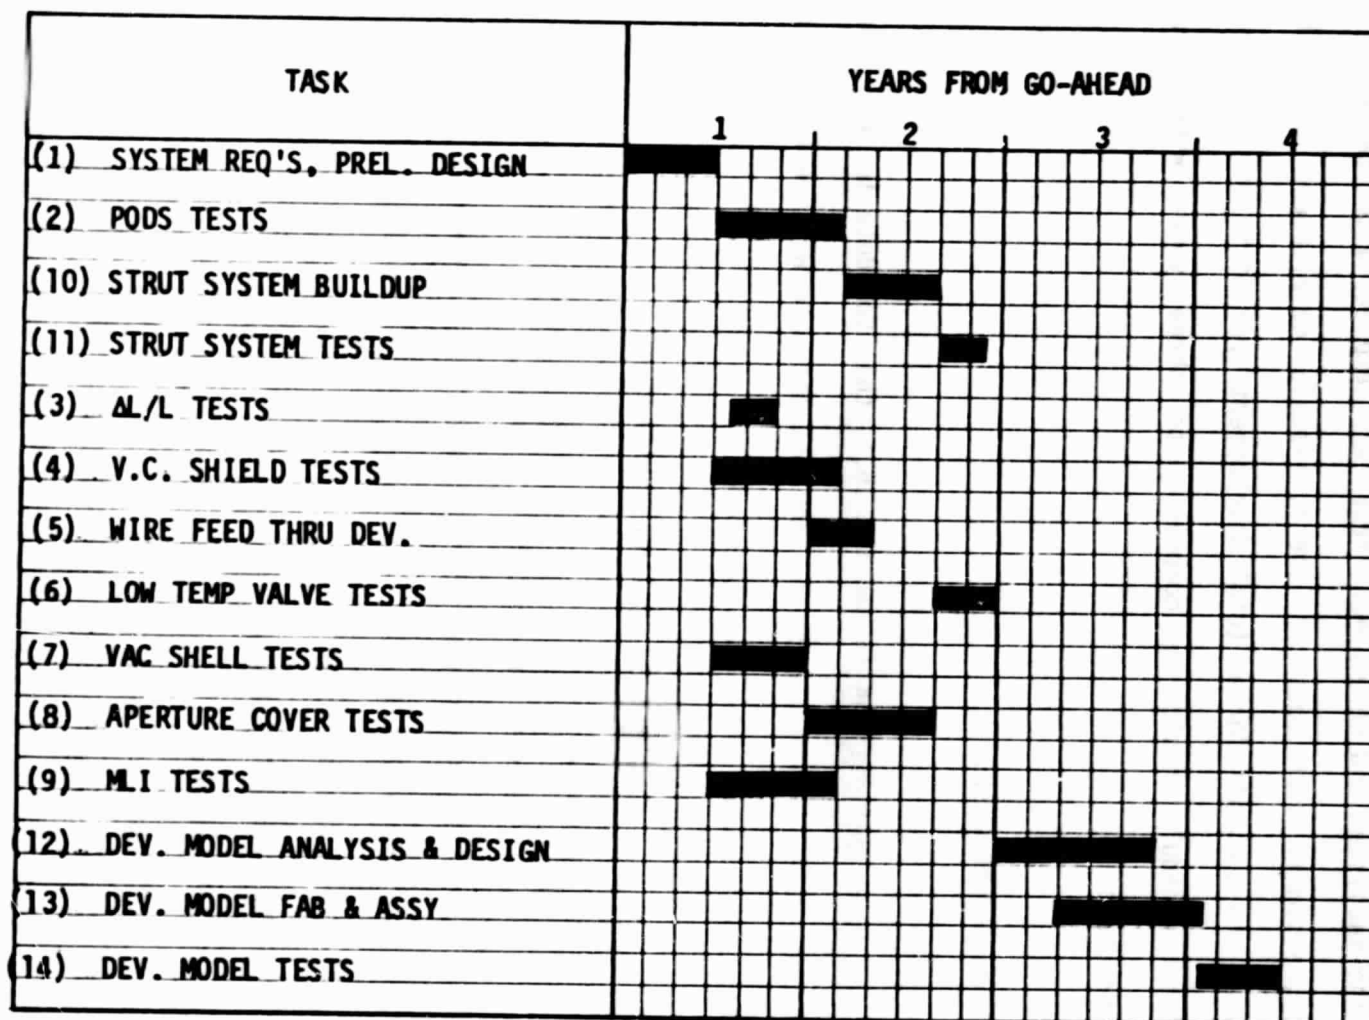 TASK
YEARS FROM GO-AHEAD
1 2 3 4
(1) SYSTEM REQ'S, PREL. DESIGN
(2) PODS TESTS
(10) STRUT SYSTEM BUILDUP
(11) STRUT SYSTEM TESTS
(3) ΔL/L TESTS
(4) V.C. SHIELD TESTS
(5) WIRE FEED THRU DEV.
(6) LOW TEMP VALVE TESTS
(7) VAC SHELL TESTS
(8) APERTURE COVER TESTS
(9) MLI TESTS
(12) DEV. MODEL ANALYSIS & DESIGN
(13) DEV. MODEL FAB & ASSY
(14) DEV. MODEL TESTS